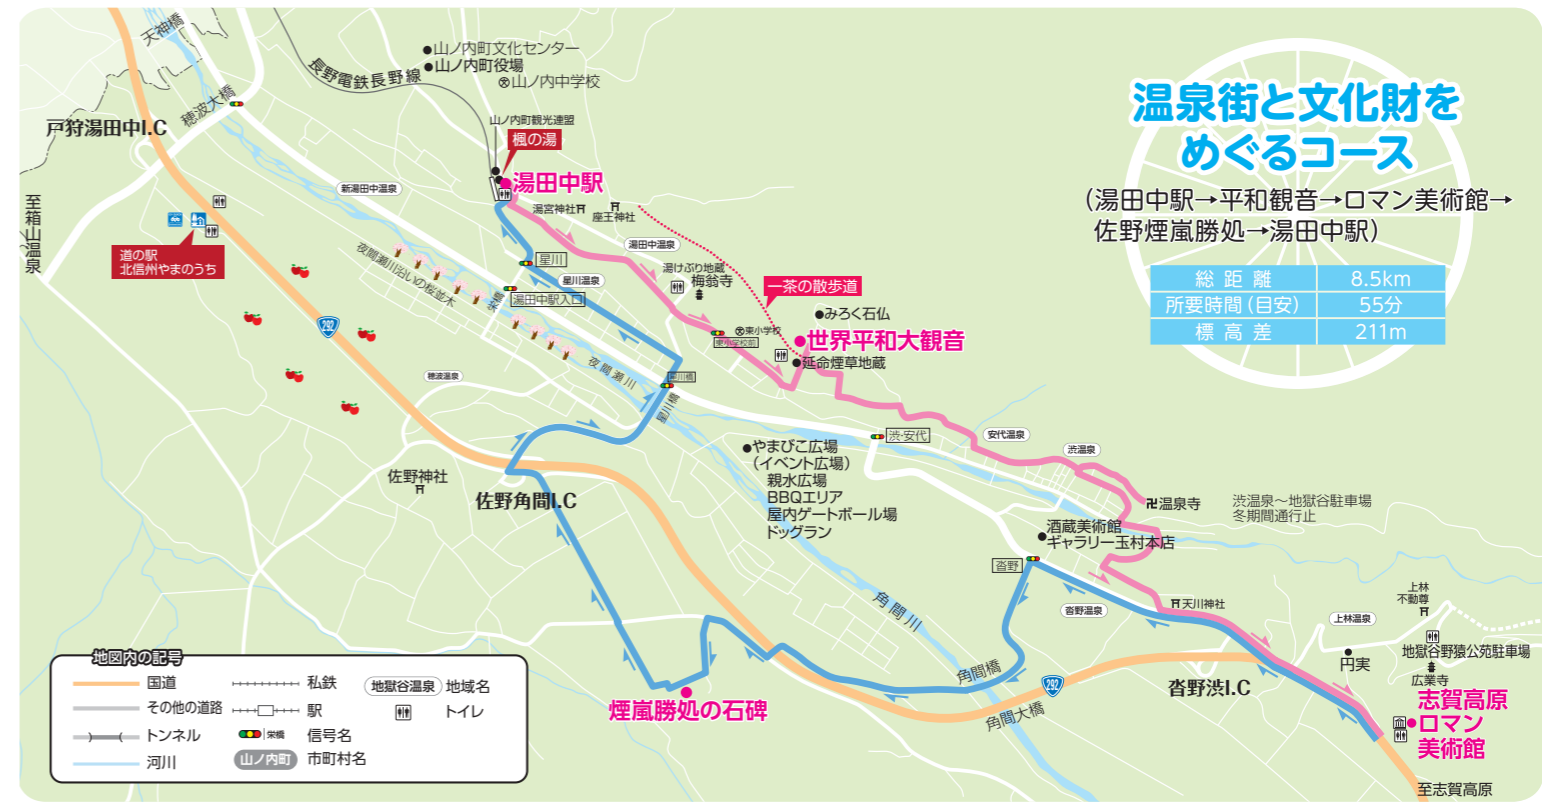 温泉街と文化財を
めぐるコース
（湯田中駅→平和観音→ロマン美術館→
佐野煙嵐勝処→湯田中駅）
総距離 8.5km
所要時間（目安） 55分
標高差 211m
天神橋
穂波大橋
戸狩湯田中I.C
至箱山温泉
長野電鉄長野線
山ノ内町文化センター
山ノ内町役場
山ノ内中学校
山ノ内町観光連盟
楓の湯
湯田中駅
湯宮神社
座王神社
新湯田中温泉
湯田中温泉
道の駅
北信州やまのうち
夜間瀬川沿いの桜並木
星川
星川温泉
湯田中駅入口
湯けぶり地蔵
梅翁寺
一茶の散歩道
みろく石仏
東小学校
東小学校前
世界平和大観音
延命煙草地蔵
292
穂波温泉
夜間瀬川
星川橋
星川橋
渋・安代
安代温泉
渋温泉
佐野神社
佐野角間I.C
やまびこ広場
（イベント広場）
親水広場
BBQエリア
屋内ゲートボール場
ドッグラン
温泉寺
渋温泉～地獄谷駐車場
冬期間通行止
酒蔵美術館
ギャラリー玉村本店
沓野
沓野温泉
天川神社
角間川
上林
不動尊
上林温泉
地獄谷野猿公苑駐車場
円実
広業寺
角間橋
292
角間大橋
沓野渋I.C
煙嵐勝処の石碑
志賀高原
ロマン
美術館
至志賀高原
地図内の記号
国道
その他の道路
トンネル
河川
私鉄
駅
栄橋 信号名
山ノ内町 市町村名
地獄谷温泉 地域名
トイレ